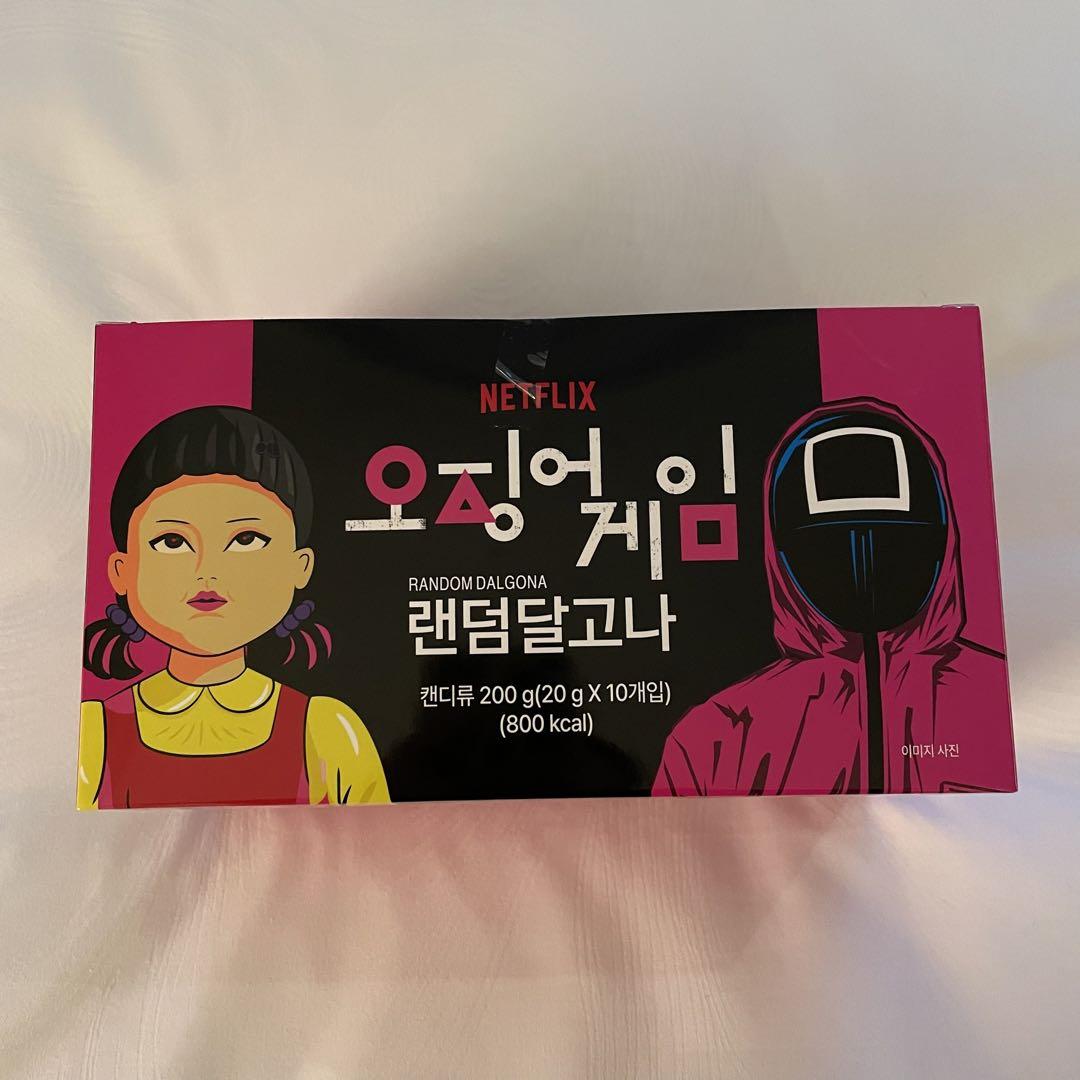 NETFLIX
오징어게임
RANDOM DALGONA
랜덤달고나
캔디류 200 g(20 g X 10개입)
(800 kcal)
이미지 사진